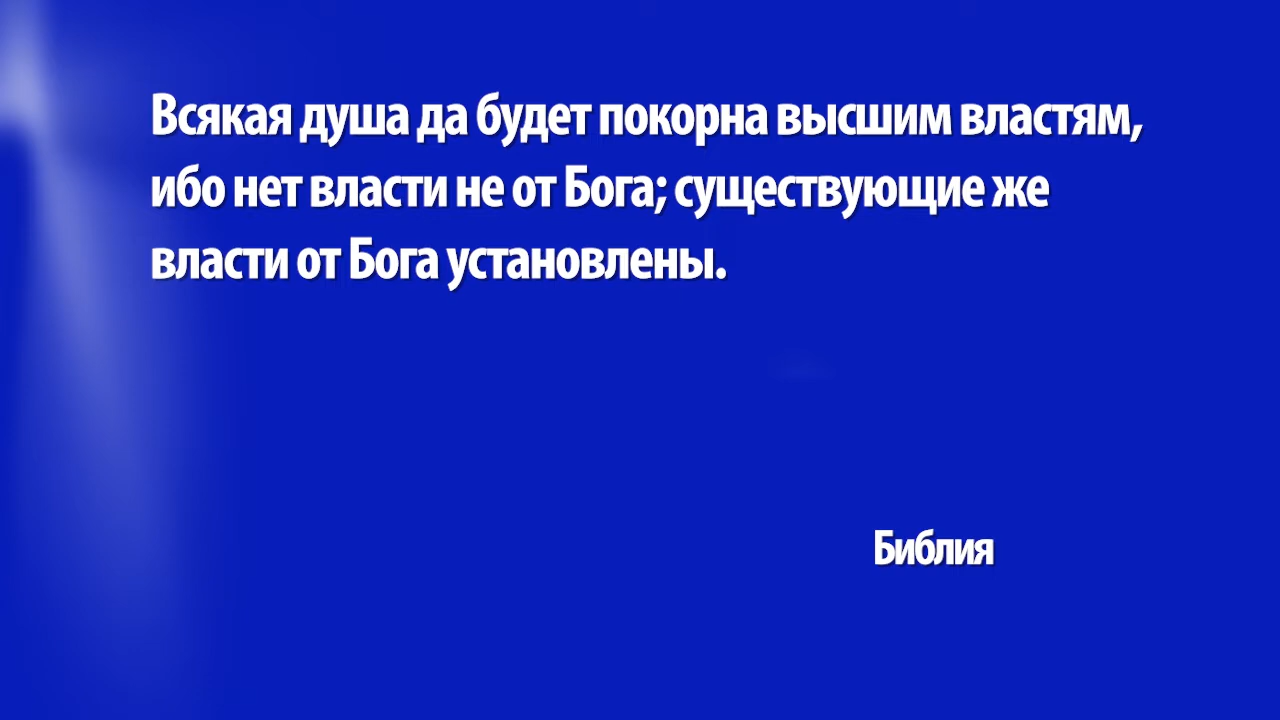 Всякая душа да будет покорна высшим властям,
ибо нет власти не от Бога; существующие же
власти от Бога установлены.
Библия